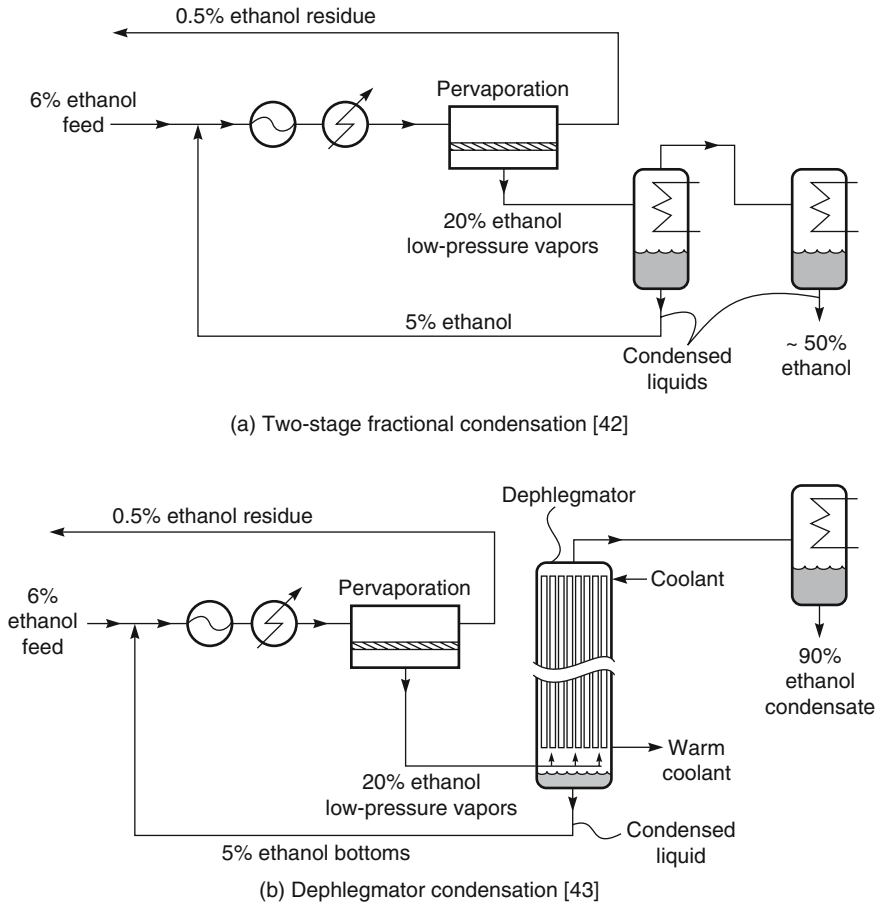 0.5% ethanol residue
Pervaporation
6% ethanol
feed
20% ethanol
low-pressure vapors
5% ethanol
Condensed
liquids
~ 50%
ethanol
(a) Two-stage fractional condensation [42]
Dephlegmator
0.5% ethanol residue
Coolant
Pervaporation
6%
ethanol
feed
90%
ethanol
condensate
Warm
coolant
20% ethanol
low-pressure vapors
Condensed
liquid
5% ethanol bottoms
(b) Dephlegmator condensation [43]